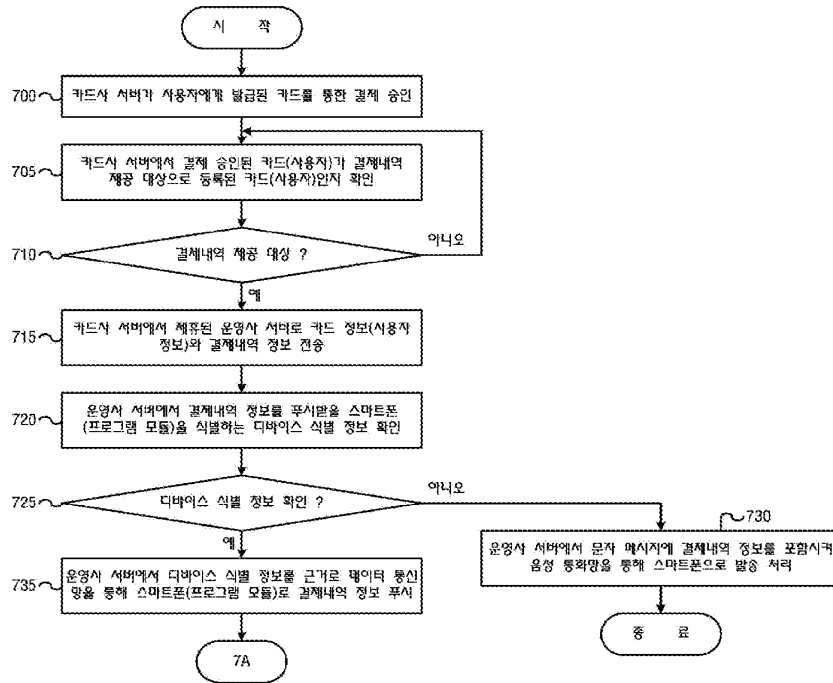 시 작
700
카드사 서버가 사용자에게 발급된 카드를 통한 결제 승인
705
카드사 서버에서 결제 승인된 카드(사용자)가 결제내역
제공 대상으로 등록된 카드(사용자)인지 확인
710
결제내역 제공 대상 ?
아니오
예
715
카드사 서버에서 제휴된 운영사 서버로 카드 정보(사용자
정보)와 결제내역 정보 전송
720
운영사 서버에서 결제내역 정보를 푸시받을 스마트폰
(프로그램 모듈)을 식별하는 디바이스 식별 정보 확인
725
디바이스 식별 정보 확인 ?
아니오
예
730
운영사 서버에서 문자 메시지에 결제내역 정보를 포함시켜
음성 통화망을 통해 스마트폰으로 발송 처리
735
운영사 서버에서 디바이스 식별 정보를 근거로 데이터 통신
망을 통해 스마트폰(프로그램 모듈)로 결제내역 정보 푸시
종 료
7A